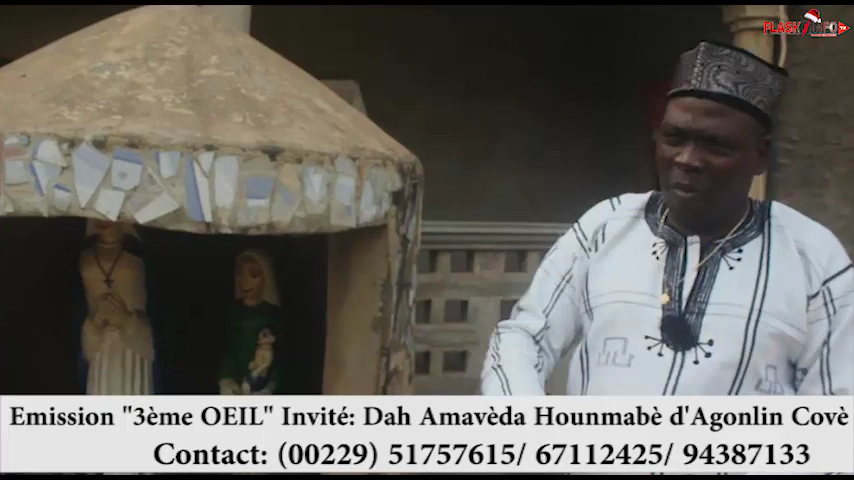 FLASH INFO
Emission "3ème OEIL" Invité: Dah Amavèda Hounmabè d'Agonlin Covè
Contact: (00229) 51757615/ 67112425/ 94387133